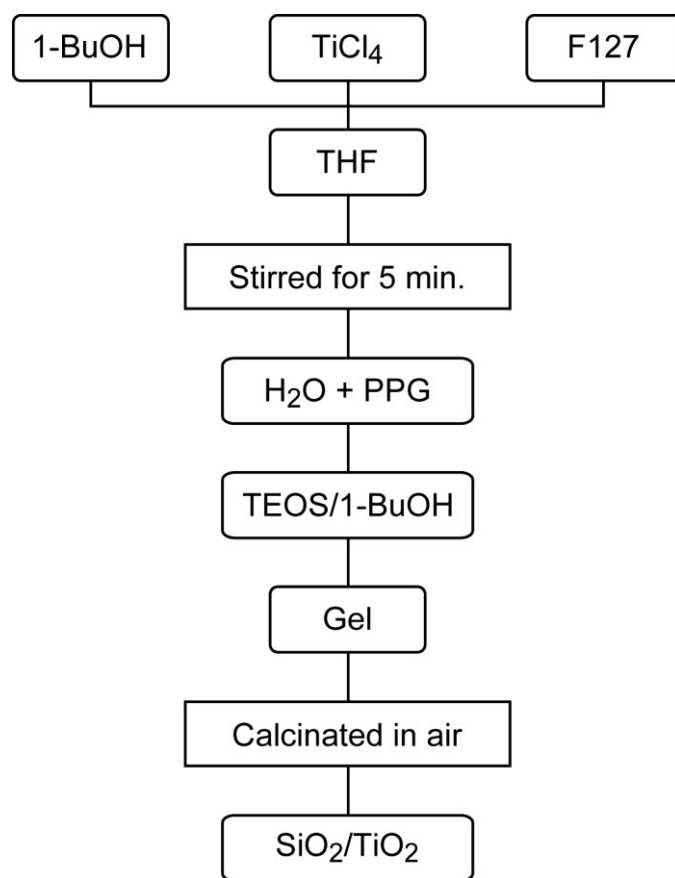 1-BuOH
TiCl₄
F127
THF
Stirred for 5 min.
H₂O + PPG
TEOS/1-BuOH
Gel
Calcinated in air
SiO₂/TiO₂